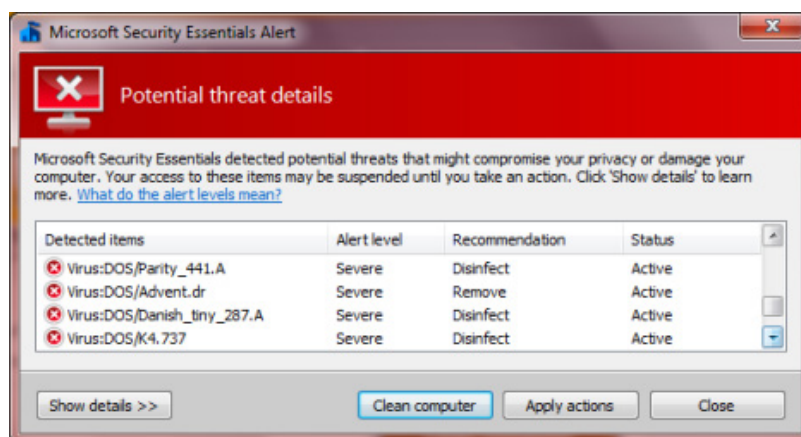 Microsoft Security Essentials Alert
Potential threat details
Microsoft Security Essentials detected potential threats that might compromise your privacy or damage your
computer. Your access to these items may be suspended until you take an action. Click 'Show details' to learn
more. What do the alert levels mean?
Detected items Alert level Recommendation Status
Virus:DOS/Parity_441.A Severe Disinfect Active
Virus:DOS/Advent.dr Severe Remove Active
Virus:DOS/Danish_tiny_287.A Severe Disinfect Active
Virus:DOS/K4.737 Severe Disinfect Active
Show details >> Clean computer Apply actions Close